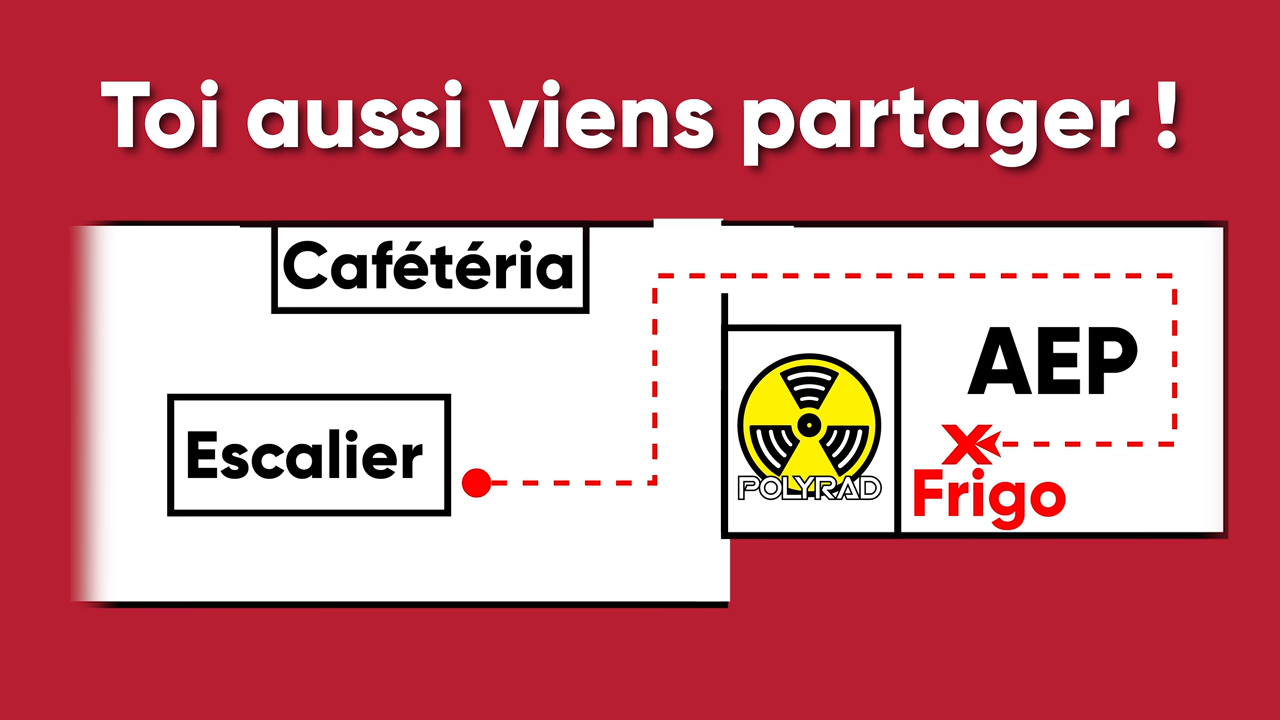 Toi aussi viens partager !
Cafétéria
AEP
Escalier
POLYRAD
Frigo